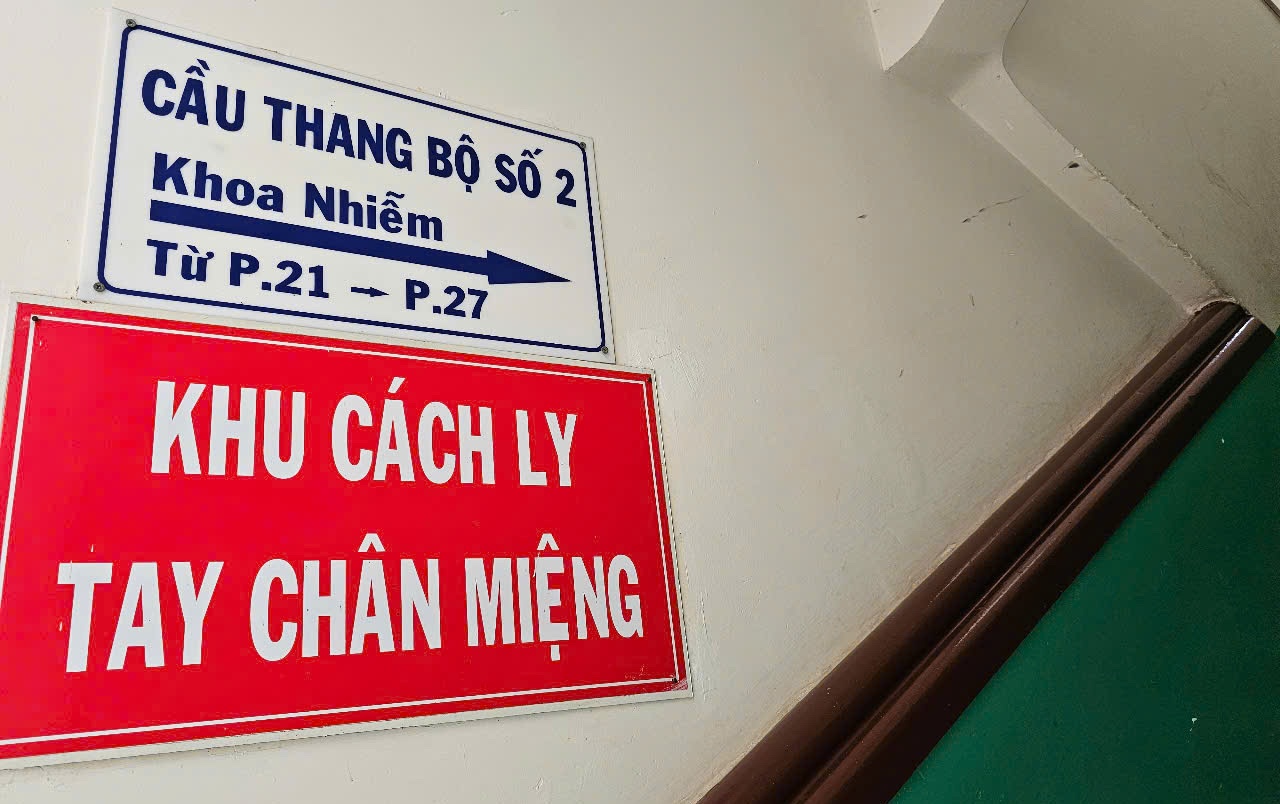 CẦU THANG BỘ SỐ 2
Khoa Nhiễm
Từ P.21 → P.27
KHU CÁCH LY
TAY CHÂN MIỆNG